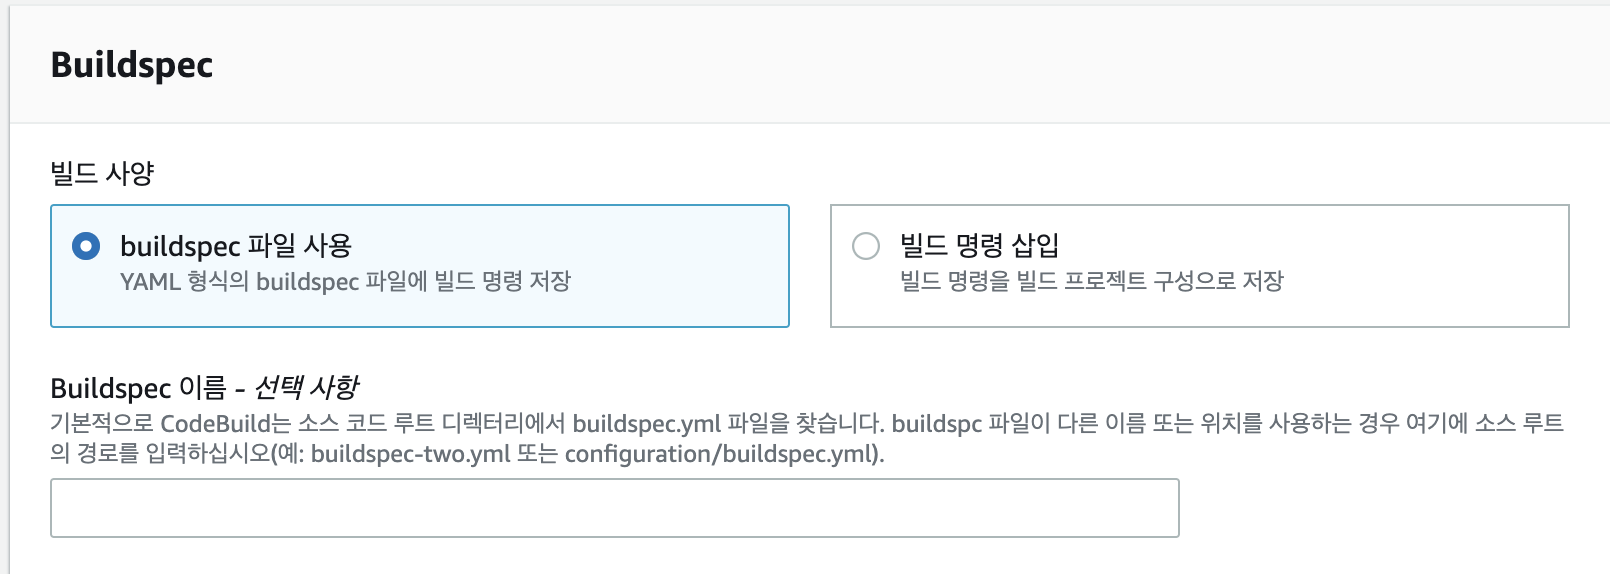 Buildspec
빌드 사양
buildspec 파일 사용
YAML 형식의 buildspec 파일에 빌드 명령 저장
빌드 명령 삽입
빌드 명령을 빌드 프로젝트 구성으로 저장
Buildspec 이름 - 선택 사항
기본적으로 CodeBuild는 소스 코드 루트 디렉터리에서 buildspec.yml 파일을 찾습니다. buildspc 파일이 다른 이름 또는 위치를 사용하는 경우 여기에 소스 루트
의 경로를 입력하십시오(예: buildspec-two.yml 또는 configuration/buildspec.yml).